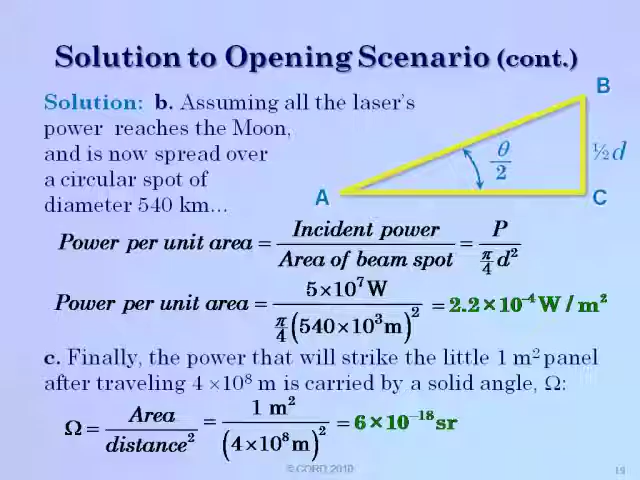 Solution to Opening Scenario (cont.)
Solution: b. Assuming all the laser's
power reaches the Moon,
and is now spread over
a circular spot of
diameter 540 km...
B
θ/2
½d
A
C
Power per unit area = Incident power / Area of beam spot = P / (π/4 d²)
Power per unit area = 5×10⁷ W / (π/4 (540×10³ m)²) = 2.2×10⁻⁴ W / m²
c. Finally, the power that will strike the little 1 m² panel
after traveling 4 ×10⁸ m is carried by a solid angle, Ω:
Ω = Area / distance² = 1 m² / (4×10⁸ m)² = 6×10⁻¹⁸ sr
© CORD 2010
19